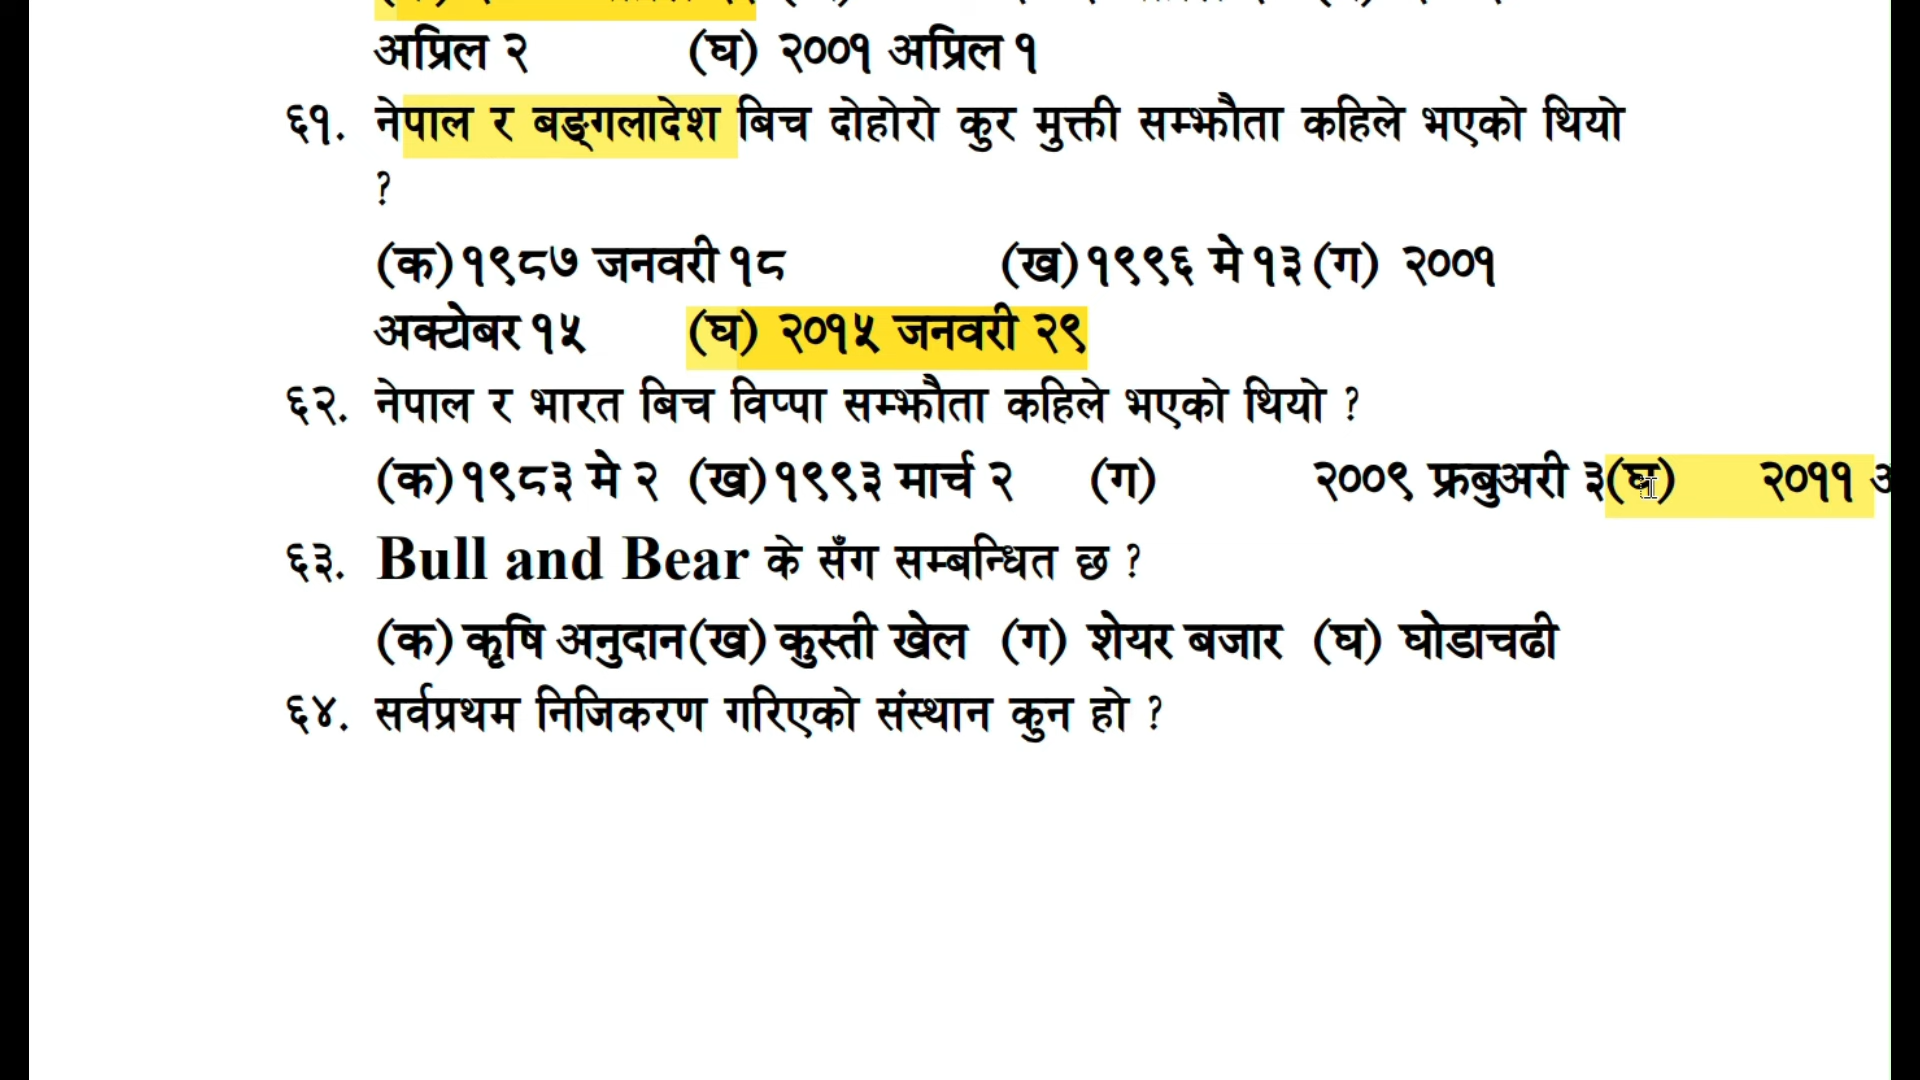 अप्रिल २ (घ) २००१ अप्रिल १
६१. नेपाल र बङ्गलादेश बिच दोहोरो कुर मुक्ती सम्झौता कहिले भएको थियो
?
(क)१९८७ जनवरी १८ (ख)१९९६ मे १३ (ग) २००१
अक्टोबर १५ (घ) २०१५ जनवरी २९
६२. नेपाल र भारत बिच विप्पा सम्झौता कहिले भएको थियो ?
(क)१९८३ मे २ (ख)१९९३ मार्च २ (ग) २००९ फ्रबुअरी ३(घ) २०११
६३. Bull and Bear के सँग सम्बन्धित छ ?
(क) कृषि अनुदान(ख) कुस्ती खेल (ग) शेयर बजार (घ) घोडाचढी
६४. सर्वप्रथम निजिकरण गरिएको संस्थान कुन हो ?